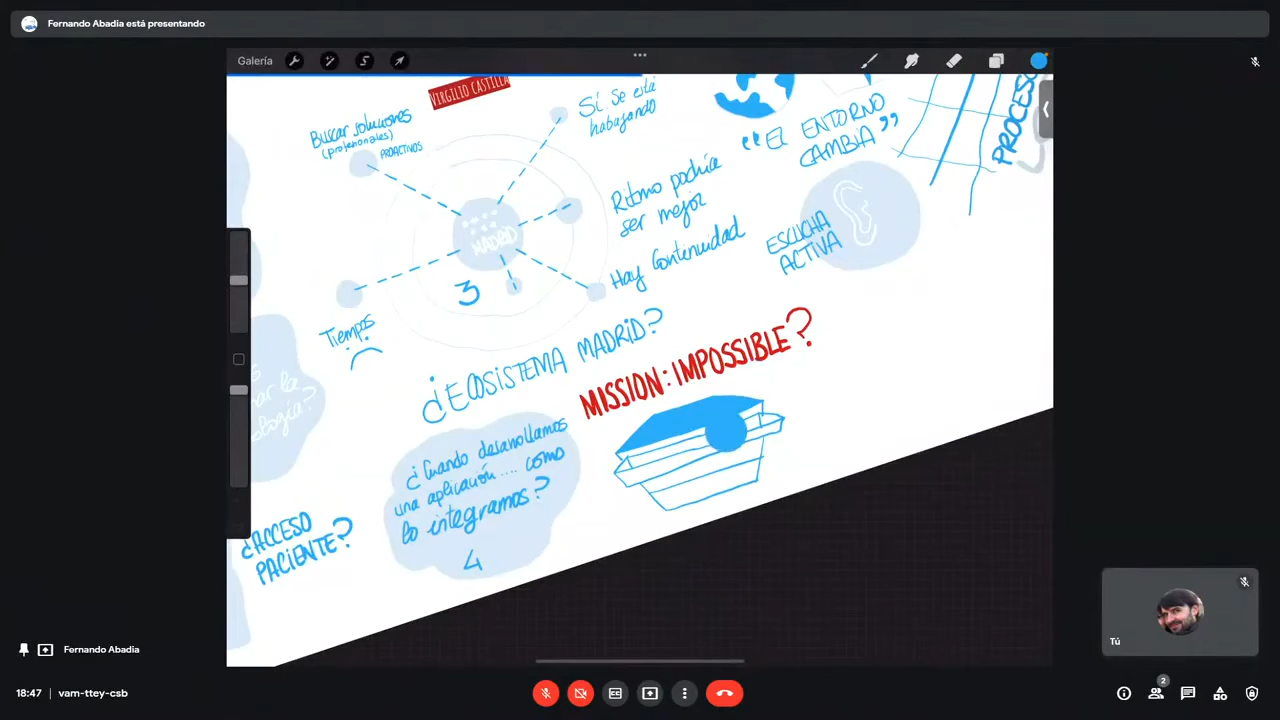 Fernando Abadia está presentando
Galería
VIRGILIO CASTILLA
Buscar soluciones
(profesionales)
PROACTIVOS
Sí. Se está
trabajando
MADRID
Ritmo podría
ser mejor
Hay Continuidad
3
Tiempos
"EL ENTORNO
CAMBIA"
PROCESO
ESCUCHA
ACTIVA
¿ECOSISTEMA MADRID?
MISSION: IMPOSSIBLE?
¿Cuando desarrollamos
una aplicación.... como
lo integramos?
4
¿ACCESO
PACIENTE?
Tú
Fernando Abadia
18:47
vam-ttey-csb
2